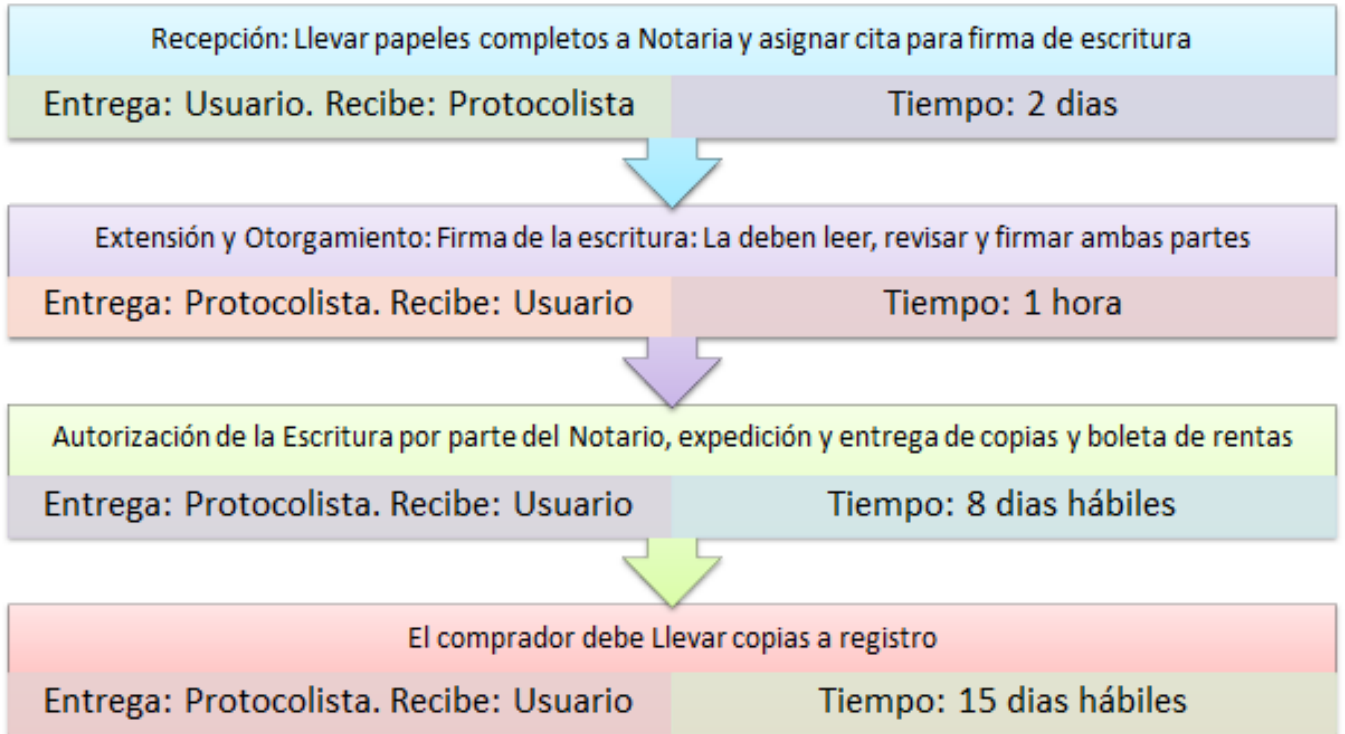 Recepción: Llevar papeles completos a Notaria y asignar cita para firma de escritura
Entrega: Usuario. Recibe: Protocolista
Tiempo: 2 dias
Extensión y Otorgamiento: Firma de la escritura: La deben leer, revisar y firmar ambas partes
Entrega: Protocolista. Recibe: Usuario
Tiempo: 1 hora
Autorización de la Escritura por parte del Notario, expedición y entrega de copias y boleta de rentas
Entrega: Protocolista. Recibe: Usuario
Tiempo: 8 dias hábiles
El comprador debe Llevar copias a registro
Entrega: Protocolista. Recibe: Usuario
Tiempo: 15 dias hábiles